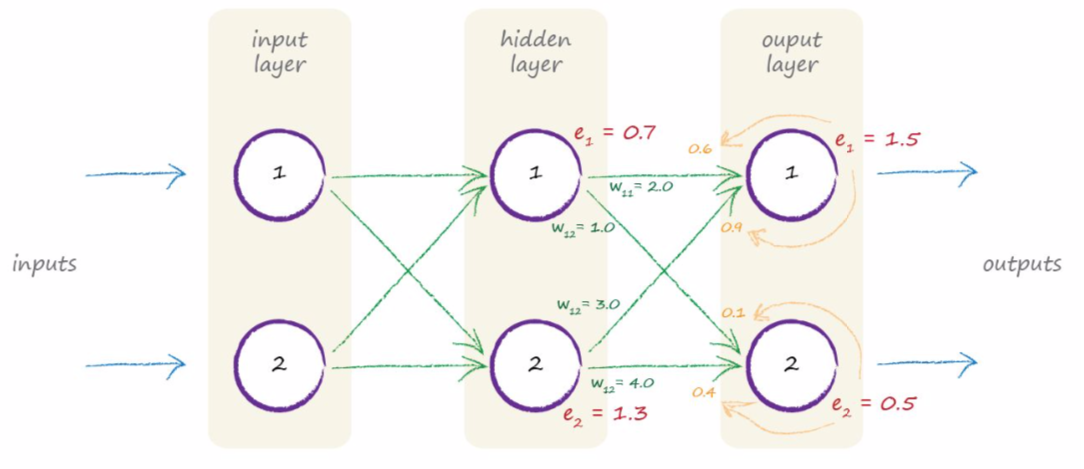 input
layer
hidden
layer
ouput
layer
e₁ = 0.7
0.6
e₁ = 1.5
1
1
1
w₁₁= 2.0
w₁₂= 1.0
0.9
inputs
outputs
w₁₂= 3.0
0.1
2
2
2
w₁₂= 4.0
0.4
e₂ = 1.3
e₂ = 0.5